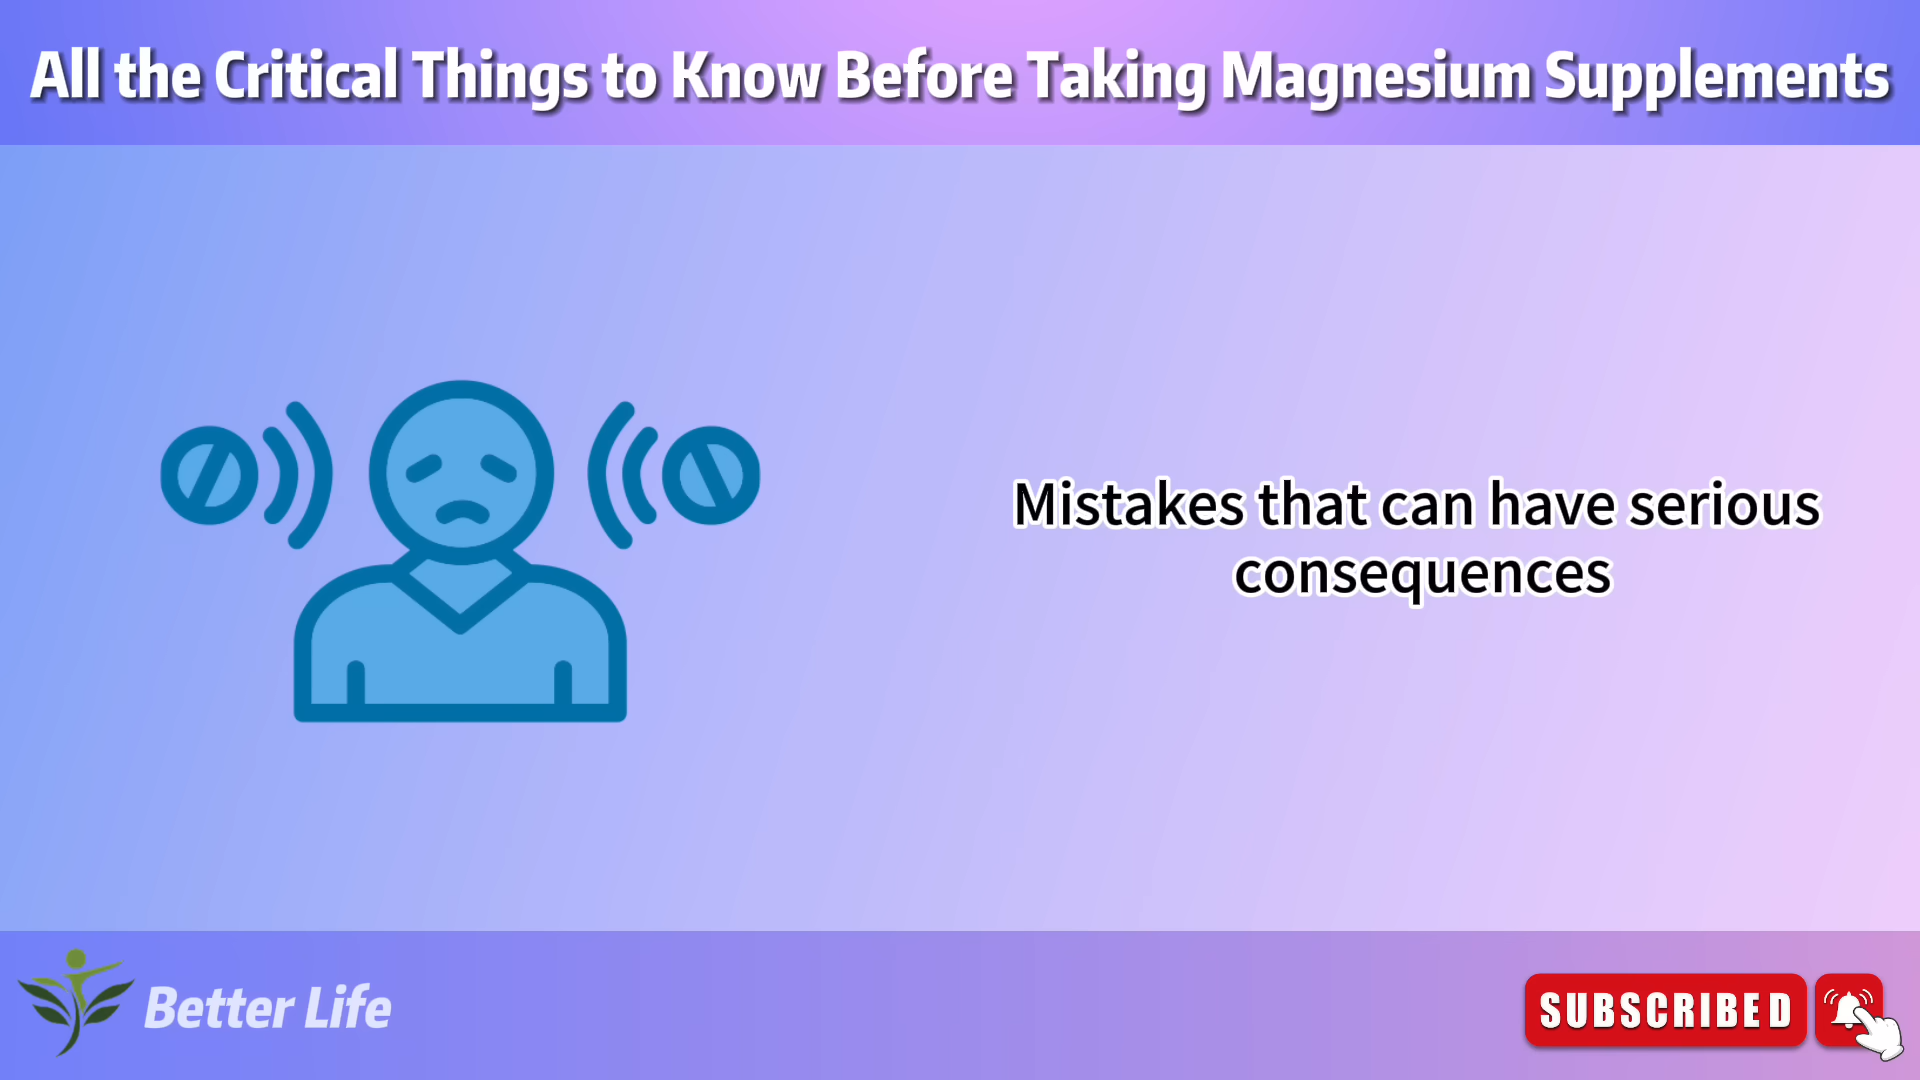 All the Critical Things to Know Before Taking Magnesium Supplements
Mistakes that can have serious
consequences
Better Life
SUBSCRIBED